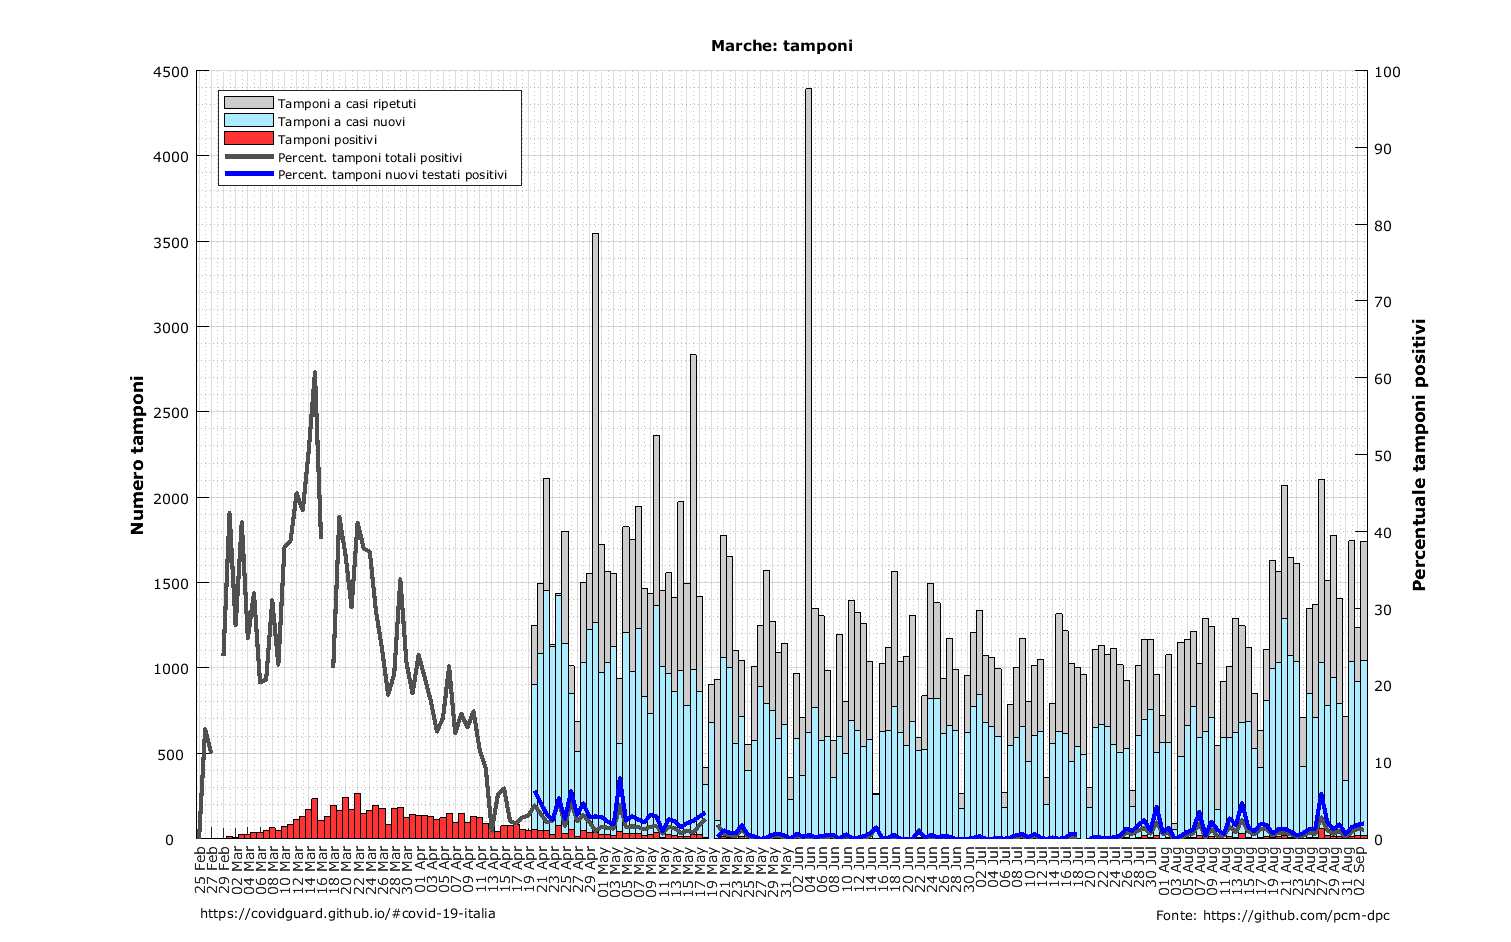 Marche: tamponi
Tamponi a casi ripetuti
Tamponi a casi nuovi
Tamponi positivi
Percent. tamponi totali positivi
Percent. tamponi nuovi testati positivi
Numero tamponi
4500
4000
3500
3000
2500
2000
1500
1000
500
0
Percentuale tamponi positivi
100
90
80
70
60
50
40
30
20
10
0
25 Feb
27 Feb
29 Feb
02 Mar
04 Mar
06 Mar
08 Mar
10 Mar
12 Mar
14 Mar
16 Mar
18 Mar
20 Mar
22 Mar
24 Mar
26 Mar
28 Mar
30 Mar
01 Apr
03 Apr
05 Apr
07 Apr
09 Apr
11 Apr
13 Apr
15 Apr
17 Apr
19 Apr
21 Apr
23 Apr
25 Apr
27 Apr
29 Apr
01 May
03 May
05 May
07 May
09 May
11 May
13 May
15 May
17 May
19 May
21 May
23 May
25 May
27 May
29 May
31 May
02 Jun
04 Jun
06 Jun
08 Jun
10 Jun
12 Jun
14 Jun
16 Jun
18 Jun
20 Jun
22 Jun
24 Jun
26 Jun
28 Jun
30 Jun
02 Jul
04 Jul
06 Jul
08 Jul
10 Jul
12 Jul
14 Jul
16 Jul
18 Jul
20 Jul
22 Jul
24 Jul
26 Jul
28 Jul
30 Jul
01 Aug
03 Aug
05 Aug
07 Aug
09 Aug
11 Aug
13 Aug
15 Aug
17 Aug
19 Aug
21 Aug
23 Aug
25 Aug
27 Aug
29 Aug
31 Aug
02 Sep
https://covidguard.github.io/#covid-19-italia
Fonte: https://github.com/pcm-dpc